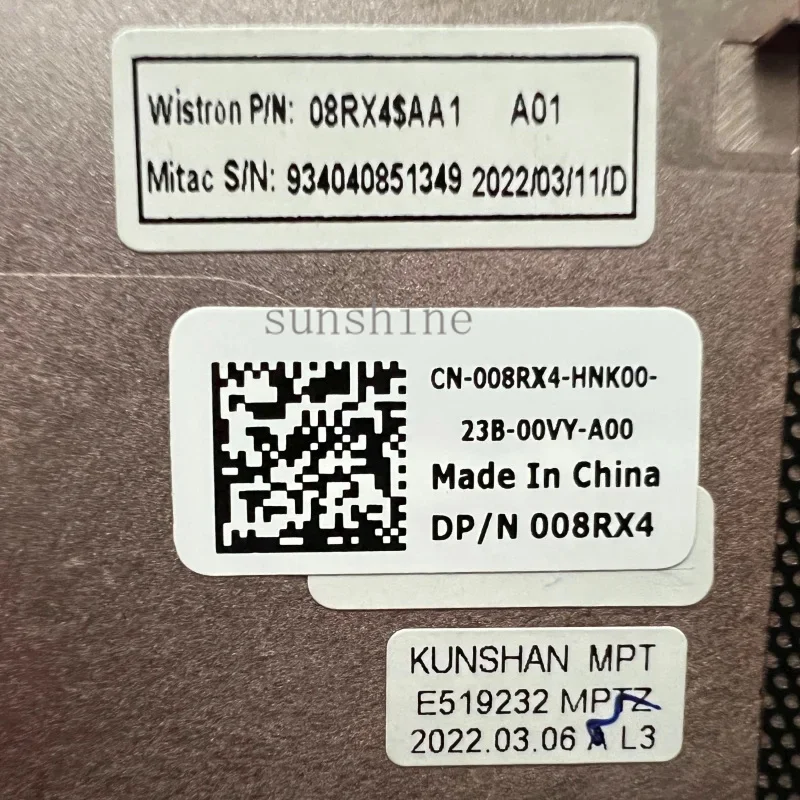 Wistron P/N: 08RX4$AA1 A01
Mitac S/N: 934040851349 2022/03/11/D
sunshine
CN-008RX4-HNK00-
23B-00VY-A00
Made In China
DP/N 008RX4
KUNSHAN MPT
E519232 MPTZ
2022.03.06 A L3